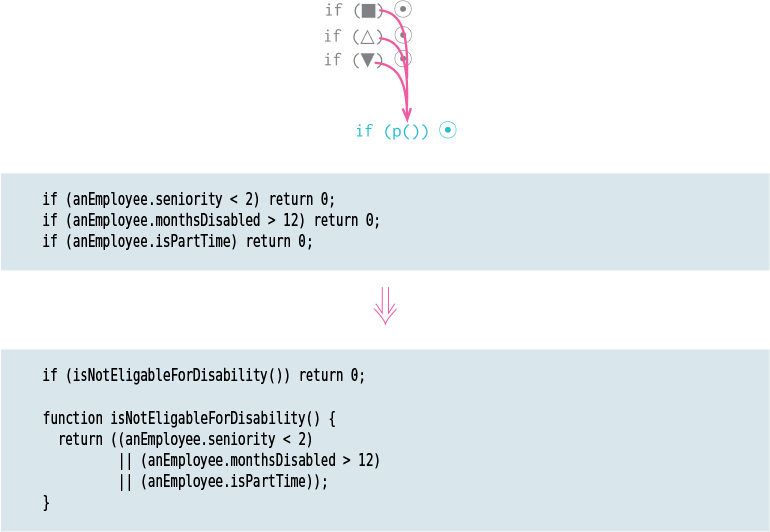 if (■) ⊙
if (△) ⊙
if (▼) ⊙
if (p()) ⊙
if (anEmployee.seniority < 2) return 0;
if (anEmployee.monthsDisabled > 12) return 0;
if (anEmployee.isPartTime) return 0;
if (isNotEligableForDisability()) return 0;
function isNotEligableForDisability() {
return ((anEmployee.seniority < 2)
|| (anEmployee.monthsDisabled > 12)
|| (anEmployee.isPartTime));
}